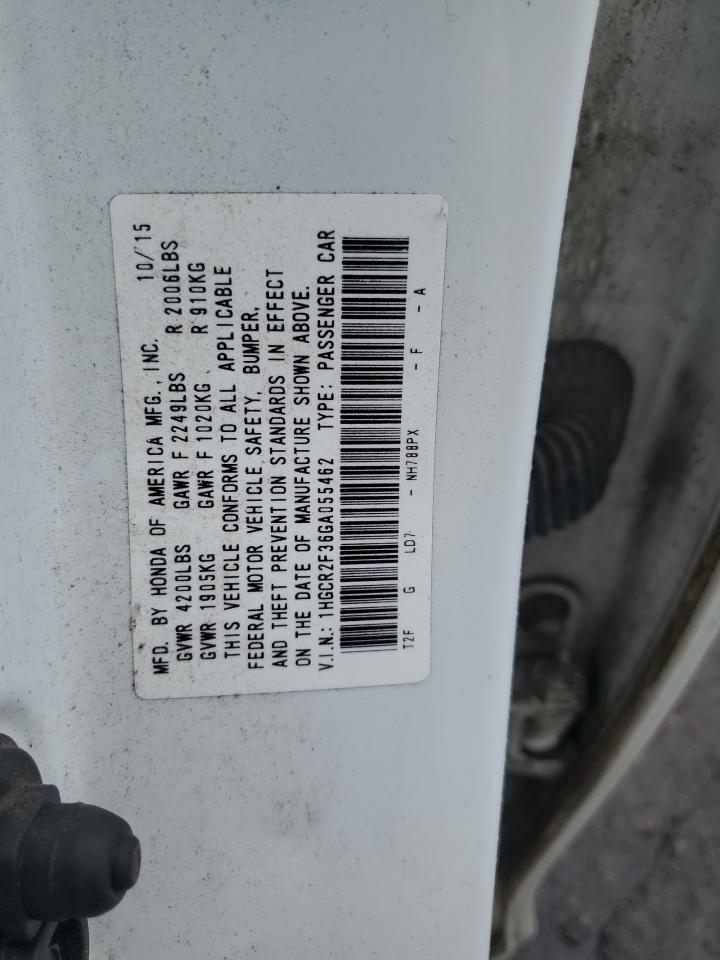 MFD. BY HONDA OF AMERICA MFG., INC. 10/15
GVWR 4200LBS GAWR F 2249LBS R 2006LBS
GVWR 1905KG GAWR F 1020KG R 910KG
THIS VEHICLE CONFORMS TO ALL APPLICABLE
FEDERAL MOTOR VEHICLE SAFETY, BUMPER,
AND THEFT PREVENTION STANDARDS IN EFFECT
ON THE DATE OF MANUFACTURE SHOWN ABOVE.
V.I.N.: 1HGCR2F36GA055462 TYPE: PASSENGER CAR
T2F G LD7- - NH788PX - F - A